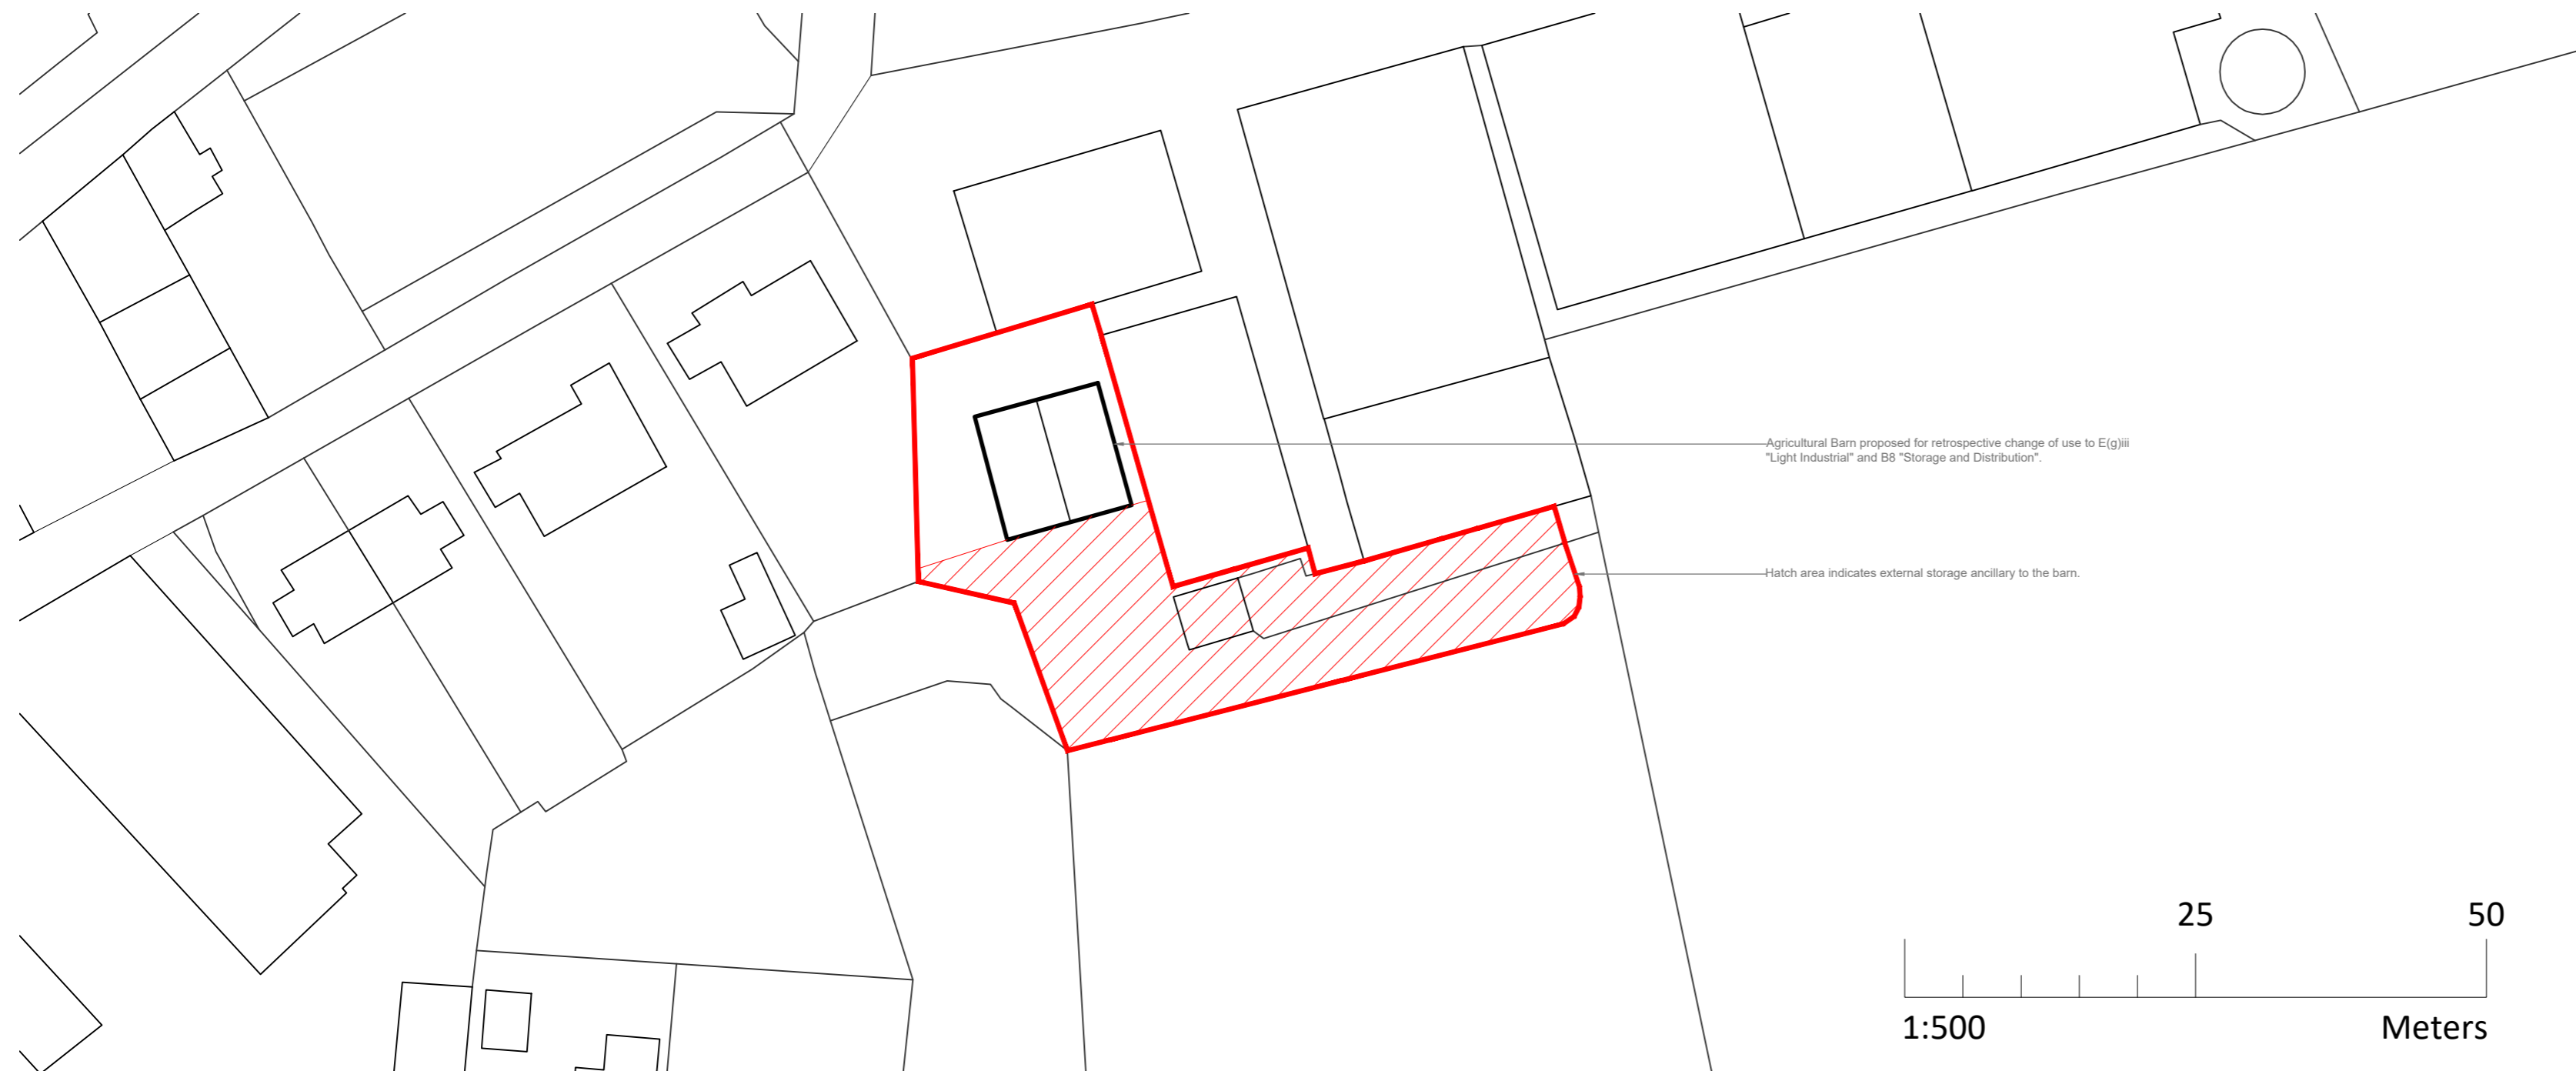 Agricultural Barn proposed for retrospective change of use to E(g)iii
"Light Industrial" and B8 "Storage and Distribution".
Hatch area indicates external storage ancillary to the barn.
25
50
1:500
Meters